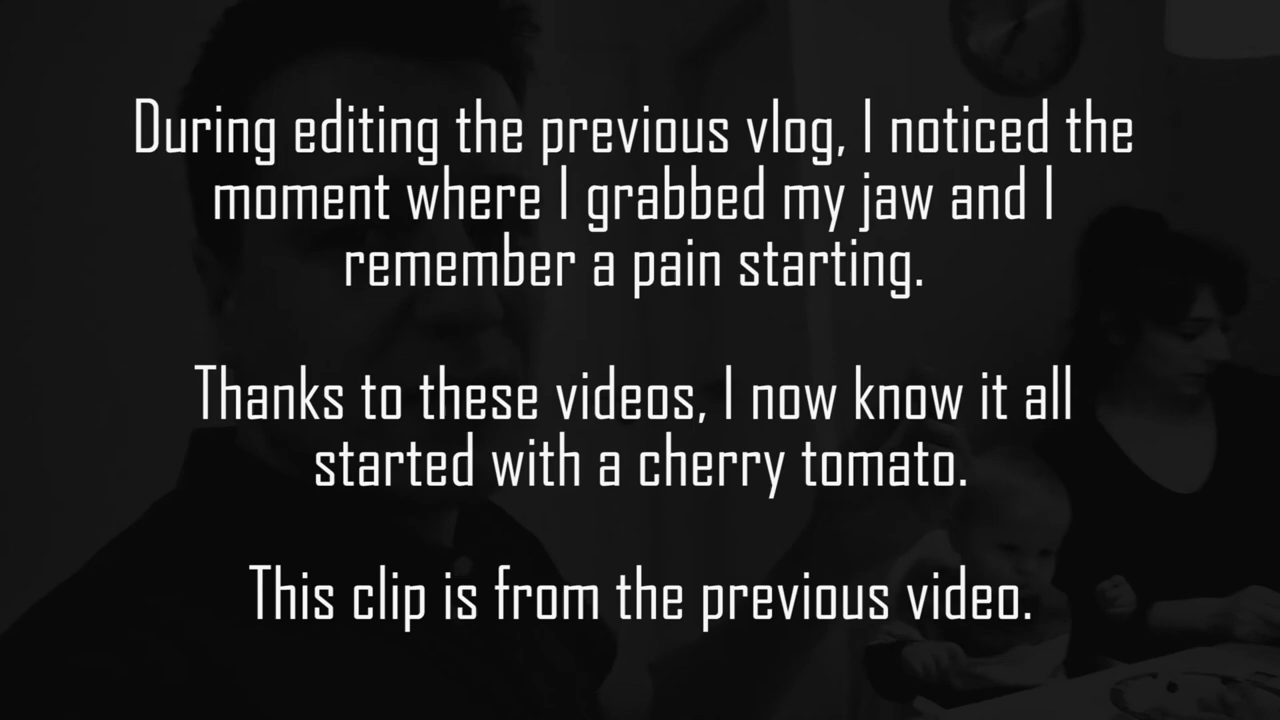 During editing the previous vlog, I noticed the
moment where I grabbed my jaw and I
remember a pain starting.
Thanks to these videos, I now know it all
started with a cherry tomato.
This clip is from the previous video.